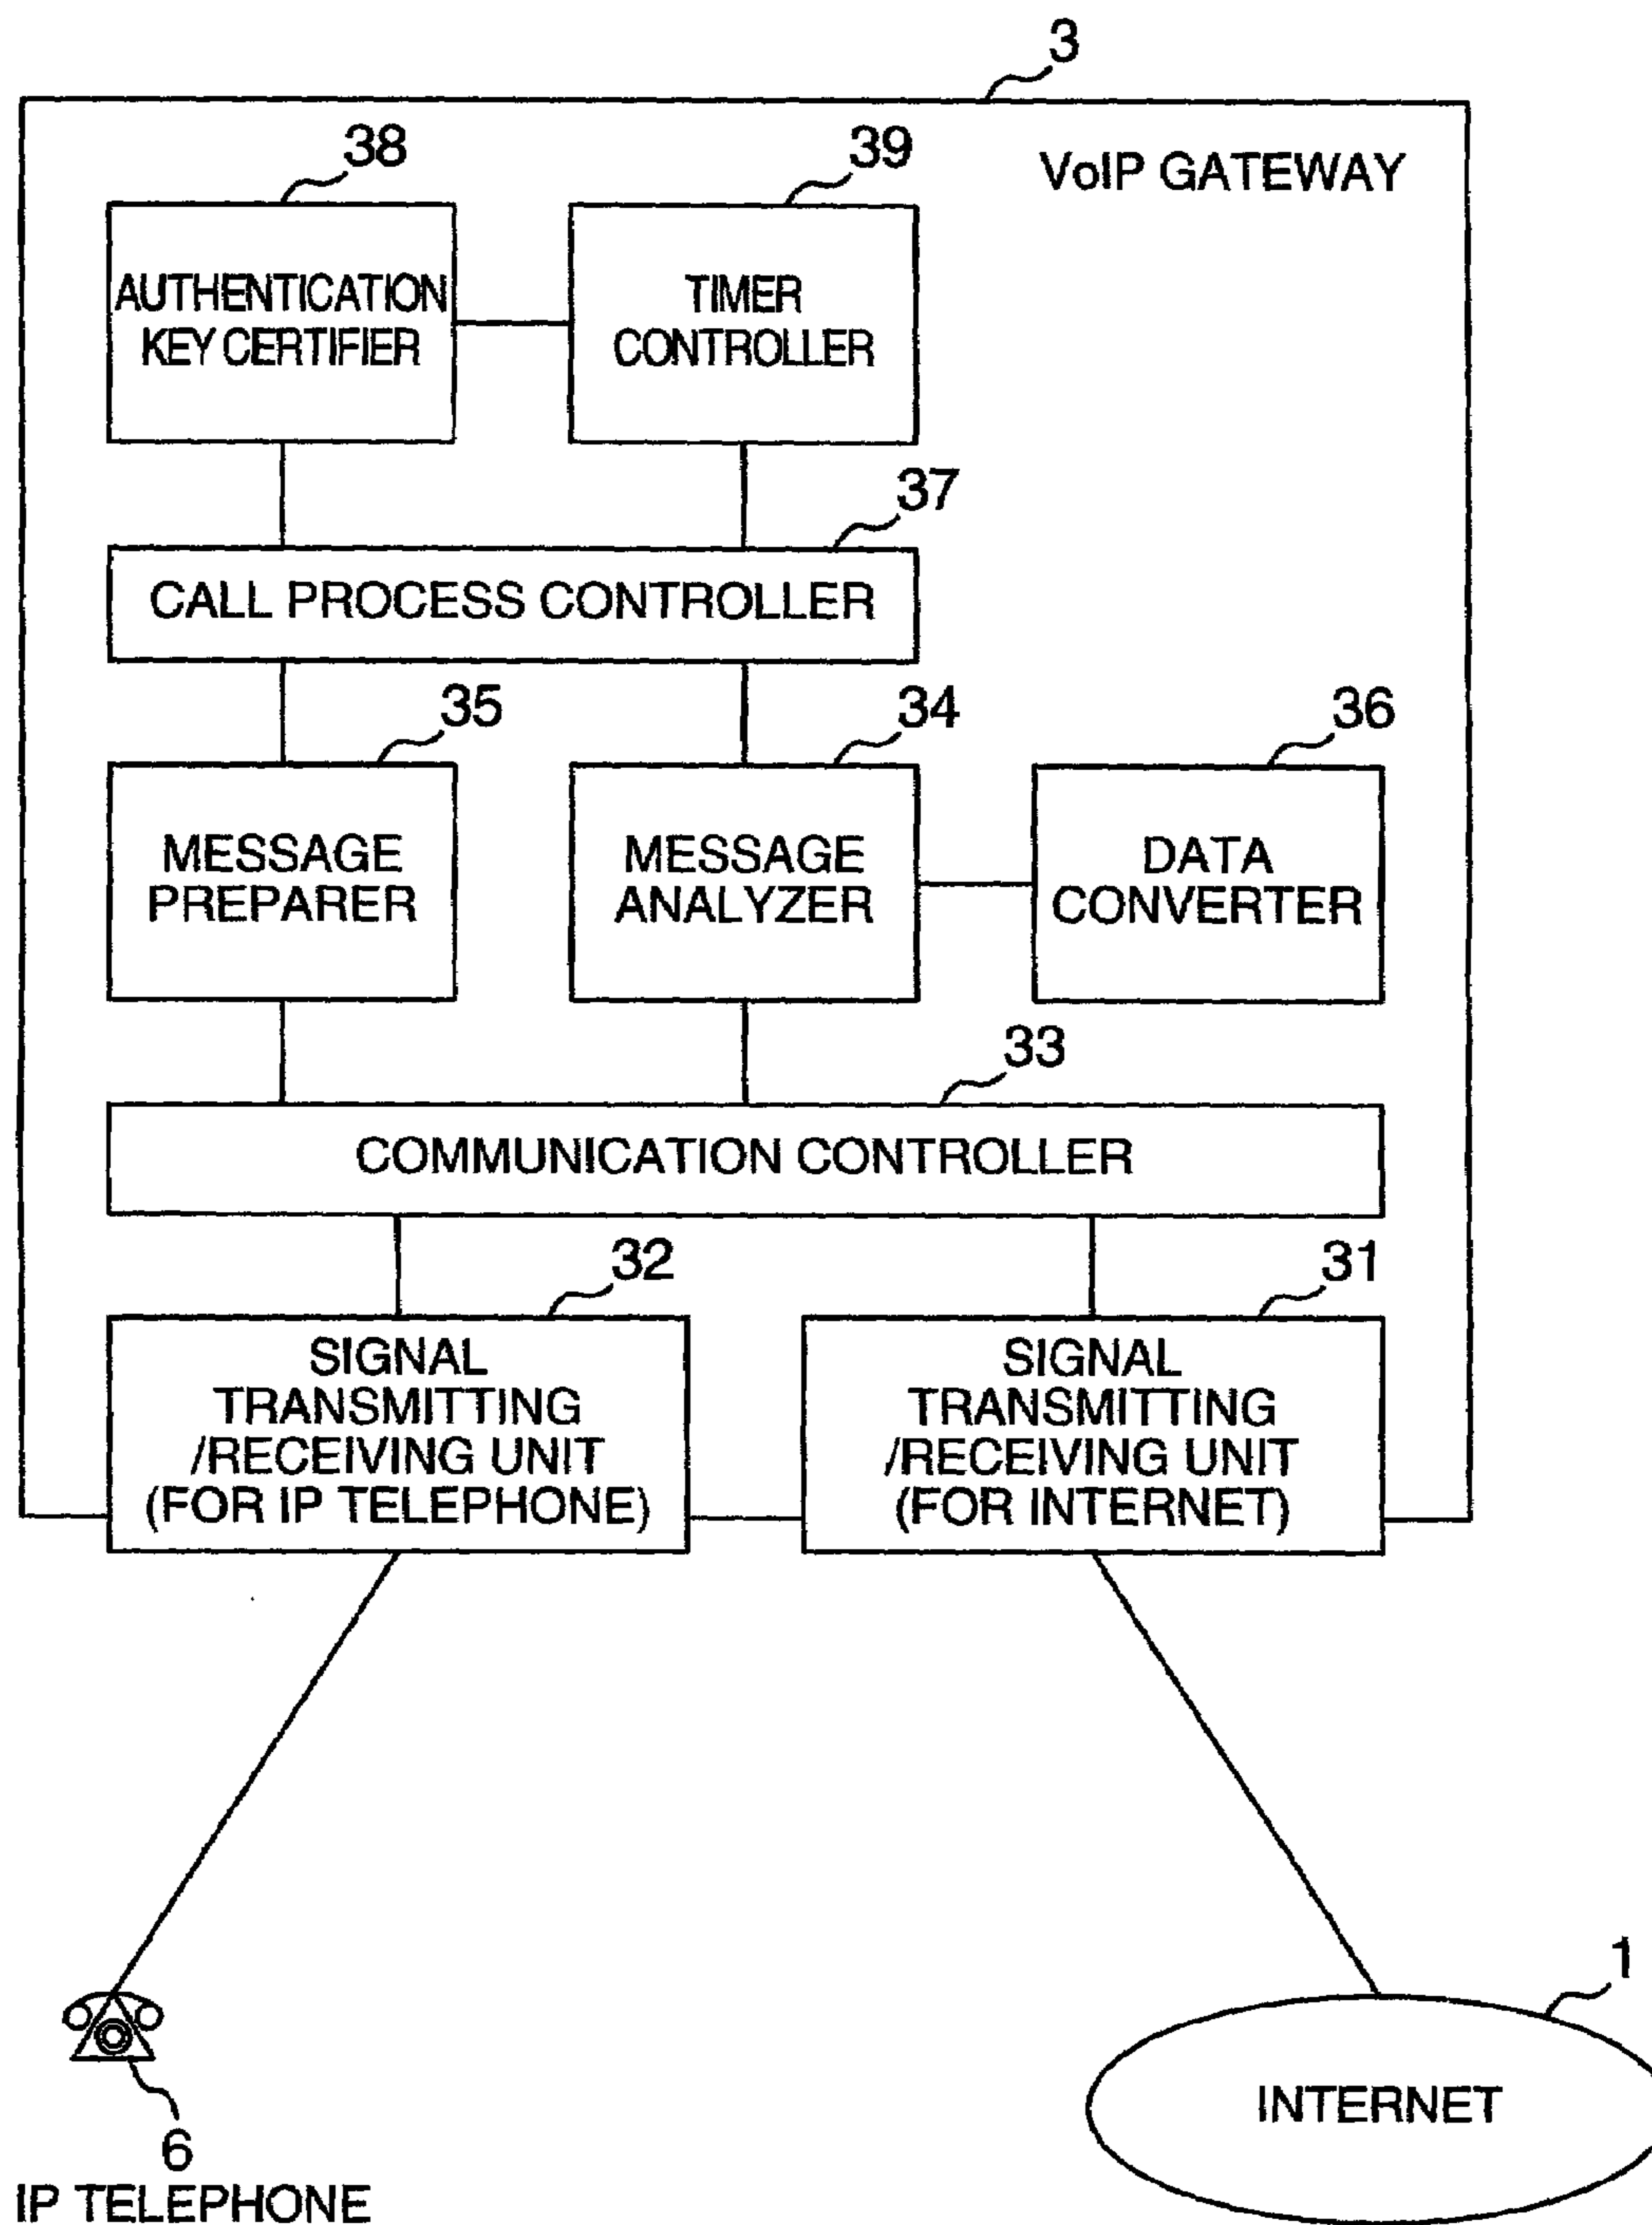 3
VoIP GATEWAY
38
39
AUTHENTICATION
KEY CERTIFIER
TIMER
CONTROLLER
37
CALL PROCESS CONTROLLER
35
34
36
MESSAGE
PREPARER
MESSAGE
ANALYZER
DATA
CONVERTER
33
COMMUNICATION CONTROLLER
32
31
SIGNAL
TRANSMITTING
/RECEIVING UNIT
(FOR IP TELEPHONE)
SIGNAL
TRANSMITTING
/RECEIVING UNIT
(FOR INTERNET)
1
INTERNET
6
IP TELEPHONE